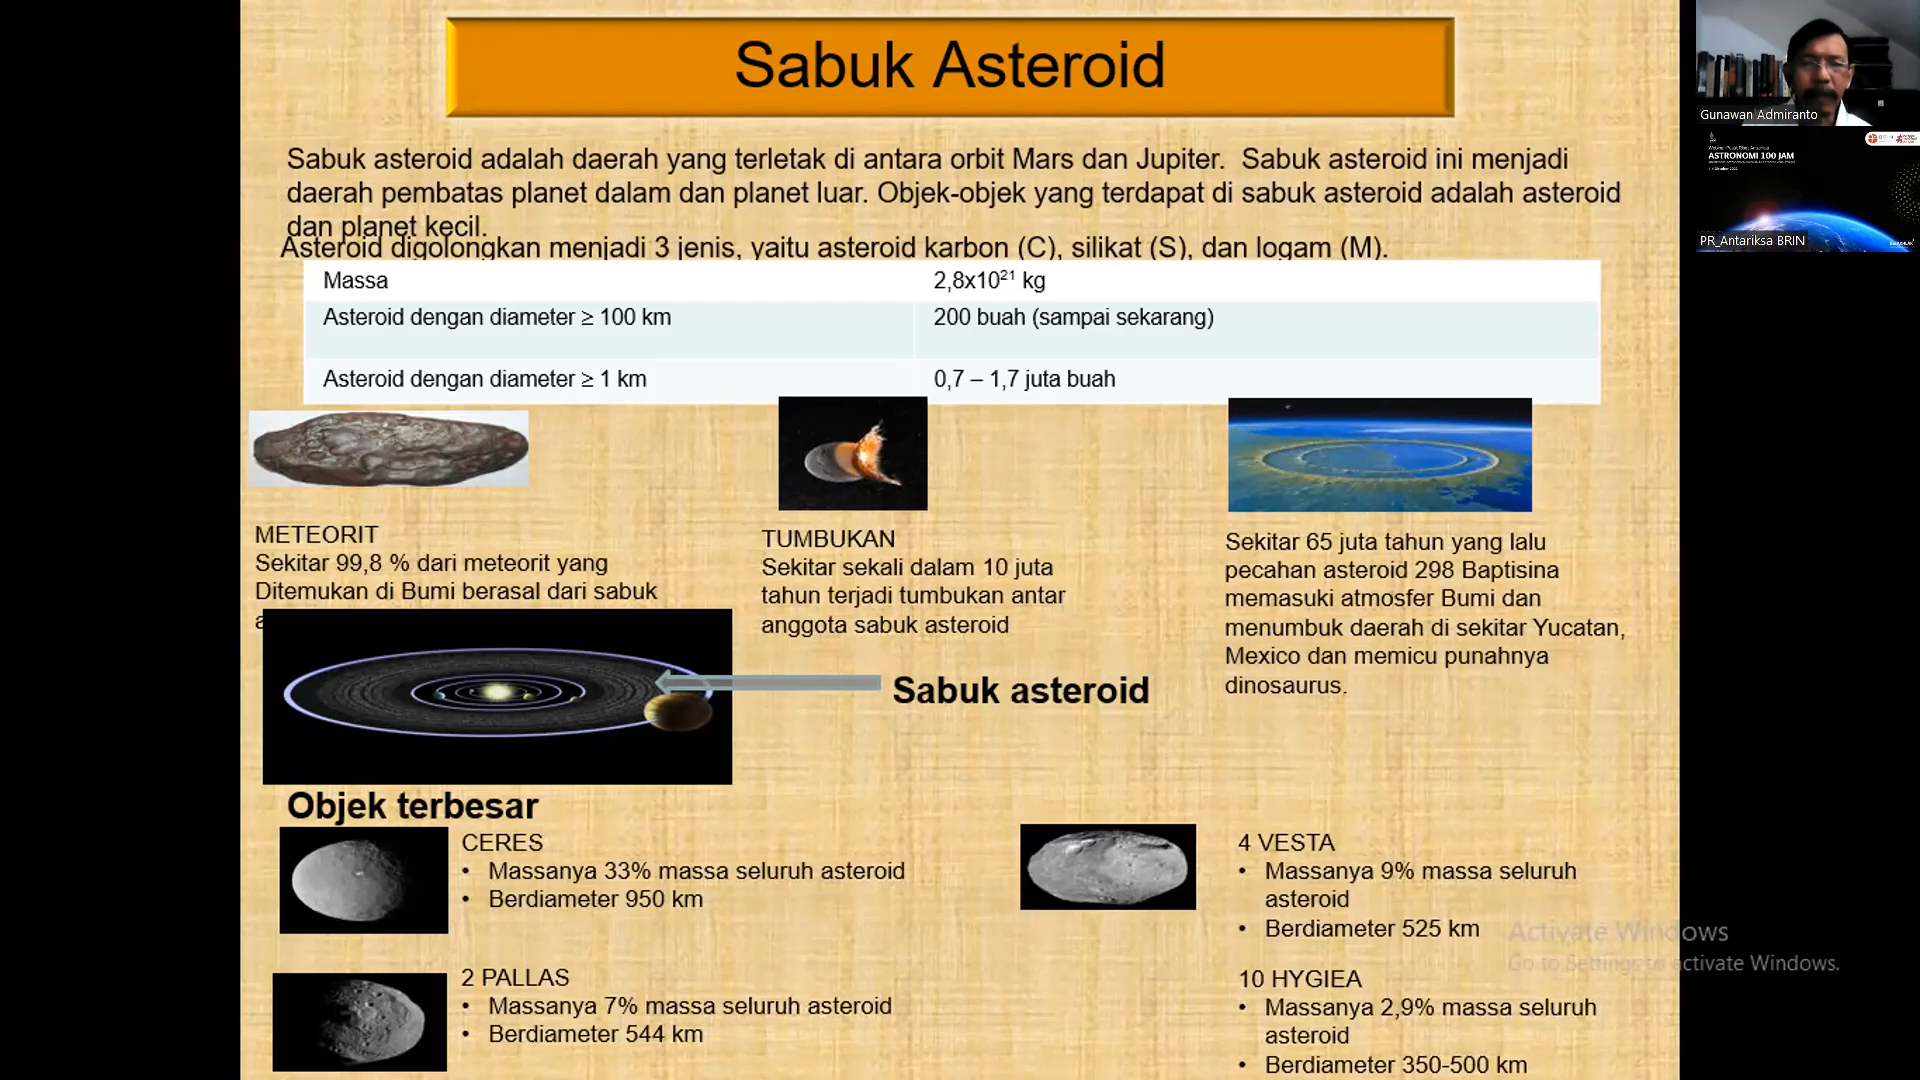 Sabuk Asteroid
Sabuk asteroid adalah daerah yang terletak di antara orbit Mars dan Jupiter. Sabuk asteroid ini menjadi
daerah pembatas planet dalam dan planet luar. Objek-objek yang terdapat di sabuk asteroid adalah asteroid
dan planet kecil.
Asteroid digolongkan menjadi 3 jenis, yaitu asteroid karbon (C), silikat (S), dan logam (M).
Massa 2,8x10²¹ kg
Asteroid dengan diameter ≥ 100 km 200 buah (sampai sekarang)
Asteroid dengan diameter ≥ 1 km 0,7 – 1,7 juta buah
METEORIT
Sekitar 99,8 % dari meteorit yang
Ditemukan di Bumi berasal dari sabuk
TUMBUKAN
Sekitar sekali dalam 10 juta
tahun terjadi tumbukan antar
anggota sabuk asteroid
Sekitar 65 juta tahun yang lalu
pecahan asteroid 298 Baptisina
memasuki atmosfer Bumi dan
menumbuk daerah di sekitar Yucatan,
Mexico dan memicu punahnya
dinosaurus.
Sabuk asteroid
Objek terbesar
CERES
• Massanya 33% massa seluruh asteroid
• Berdiameter 950 km
4 VESTA
• Massanya 9% massa seluruh
asteroid
• Berdiameter 525 km
2 PALLAS
• Massanya 7% massa seluruh asteroid
• Berdiameter 544 km
10 HYGIEA
• Massanya 2,9% massa seluruh
asteroid
• Berdiameter 350-500 km
Activate Windows
Go to Settings to activate Windows.
Gunawan Admiranto
ASTRONOMI 100 JAM
PR_Antariksa BRIN